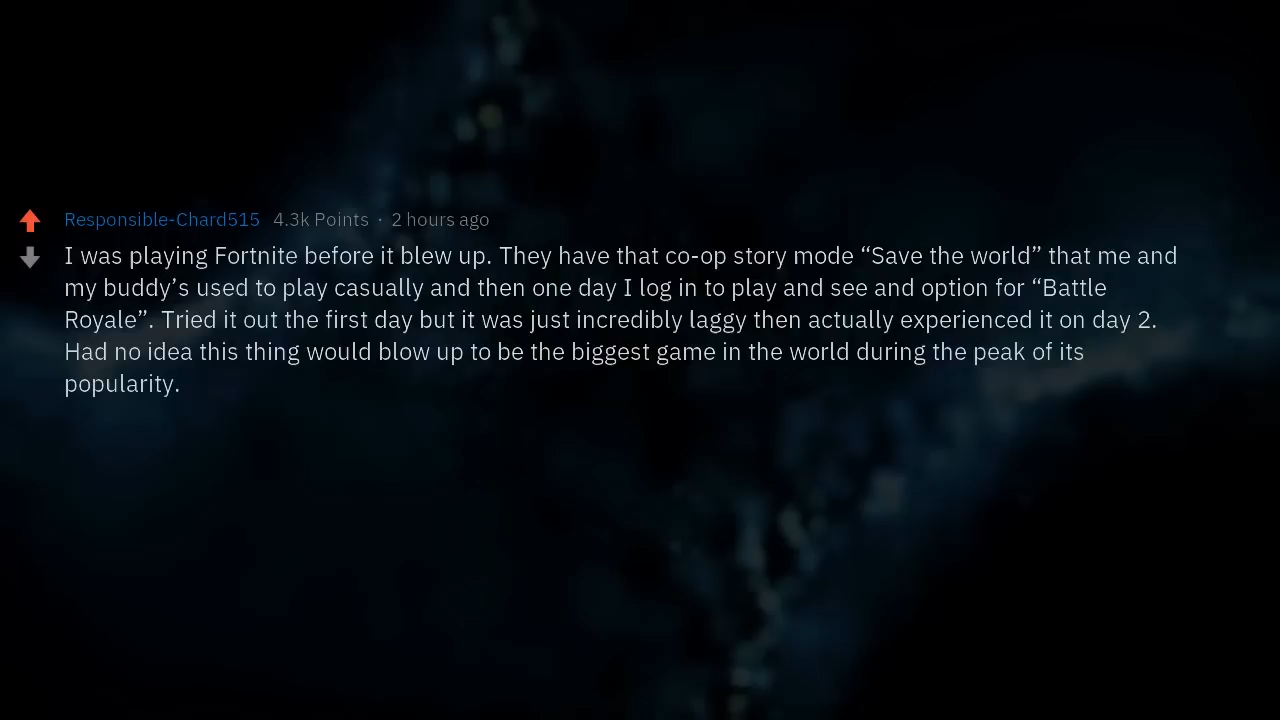 Responsible-Chard515 4.3k Points · 2 hours ago
I was playing Fortnite before it blew up. They have that co-op story mode “Save the world” that me and
my buddy’s used to play casually and then one day I log in to play and see and option for “Battle
Royale”. Tried it out the first day but it was just incredibly laggy then actually experienced it on day 2.
Had no idea this thing would blow up to be the biggest game in the world during the peak of its
popularity.